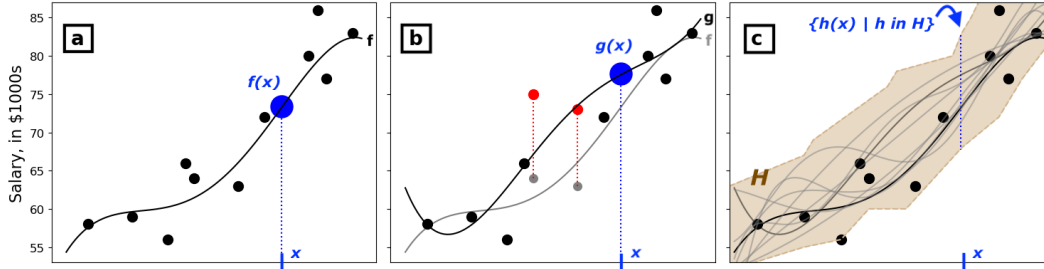 Salary, in $1000s
85
80
75
70
65
60
55
a
f
f(x)
x
b
g
f
g(x)
x
c
{h(x) | h in H}
H
x